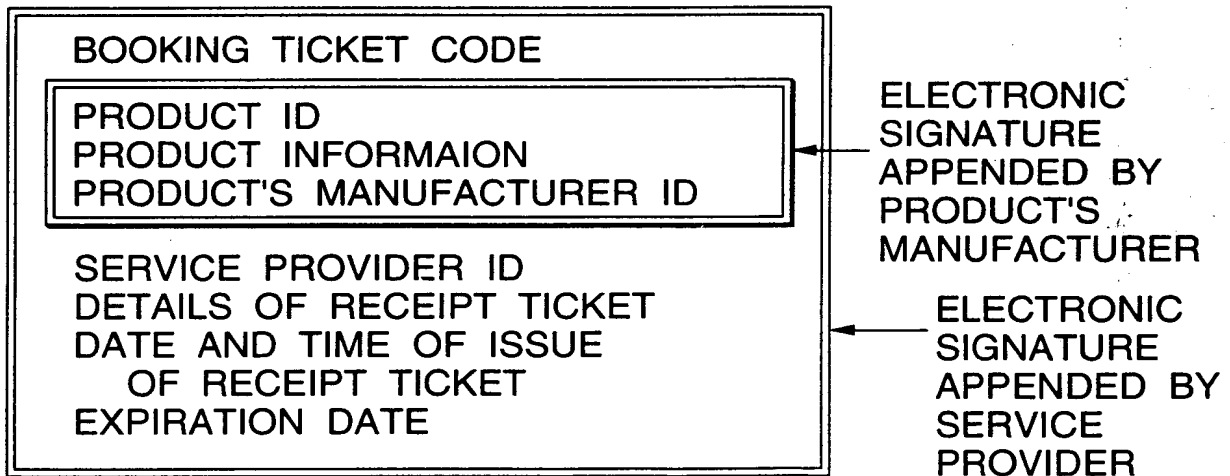 BOOKING TICKET CODE
PRODUCT ID
PRODUCT INFORMAION
PRODUCT'S MANUFACTURER ID
SERVICE PROVIDER ID
DETAILS OF RECEIPT TICKET
DATE AND TIME OF ISSUE
OF RECEIPT TICKET
EXPIRATION DATE
ELECTRONIC
SIGNATURE
APPENDED BY
PRODUCT'S
MANUFACTURER
ELECTRONIC
SIGNATURE
APPENDED BY
SERVICE
PROVIDER